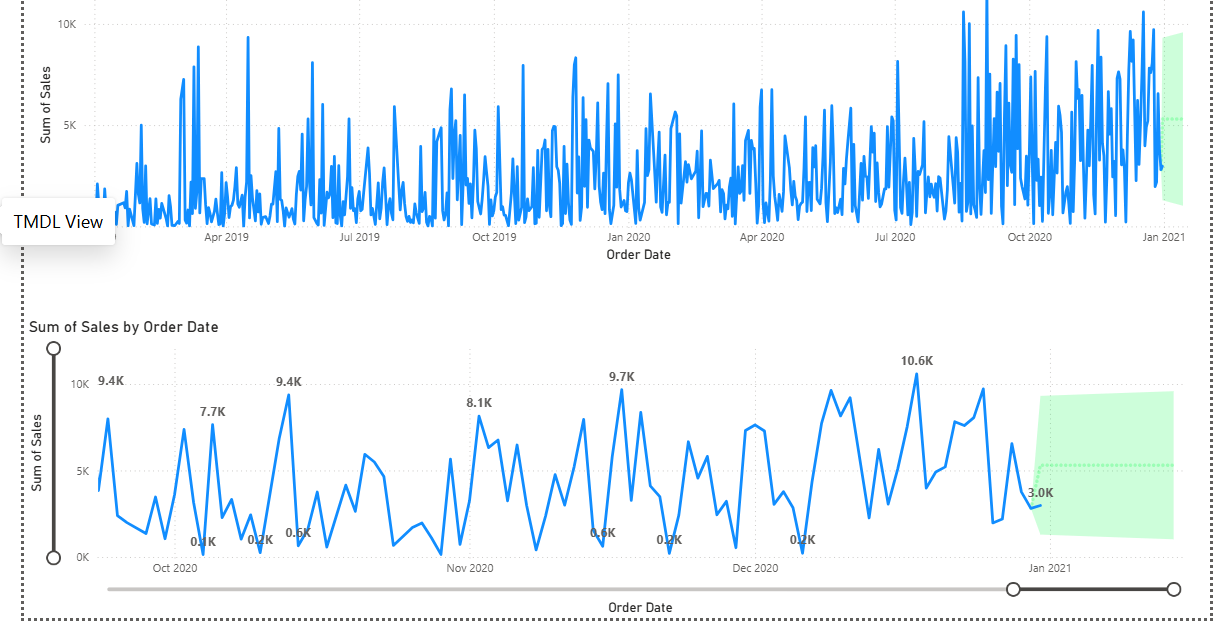 10K
5K
Sum of Sales
Apr 2019 Jul 2019 Oct 2019 Jan 2020 Apr 2020 Jul 2020 Oct 2020 Jan 2021
Order Date
TMDL View
Sum of Sales by Order Date
10K
5K
0K
Sum of Sales
9.4K
7.7K
9.4K
8.1K
9.7K
10.6K
0.1K
0.2K
0.6K
0.6K
0.2K
0.2K
3.0K
Oct 2020 Nov 2020 Dec 2020 Jan 2021
Order Date